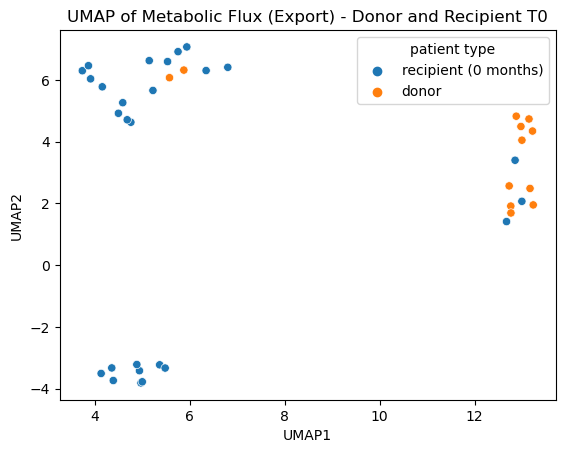 UMAP of Metabolic Flux (Export) - Donor and Recipient T0
patient type
recipient (0 months)
donor
UMAP2
6
4
2
0
−2
−4
4
6
8
10
12
UMAP1